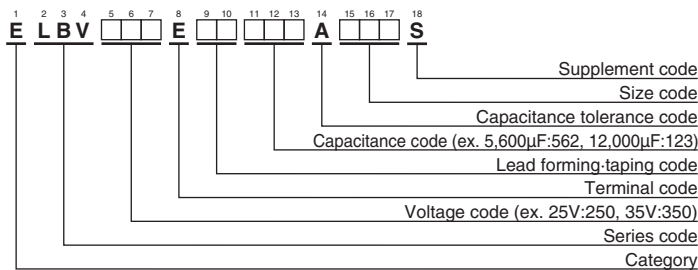 1 2 3 4 5 6 7 8 9 10 11 12 13 14 15 16 17 18
E L B V E A S
Supplement code
Size code
Capacitance tolerance code
Capacitance code (ex. 5,600µF:562, 12,000µF:123)
Lead forming·taping code
Terminal code
Voltage code (ex. 25V:250, 35V:350)
Series code
Category